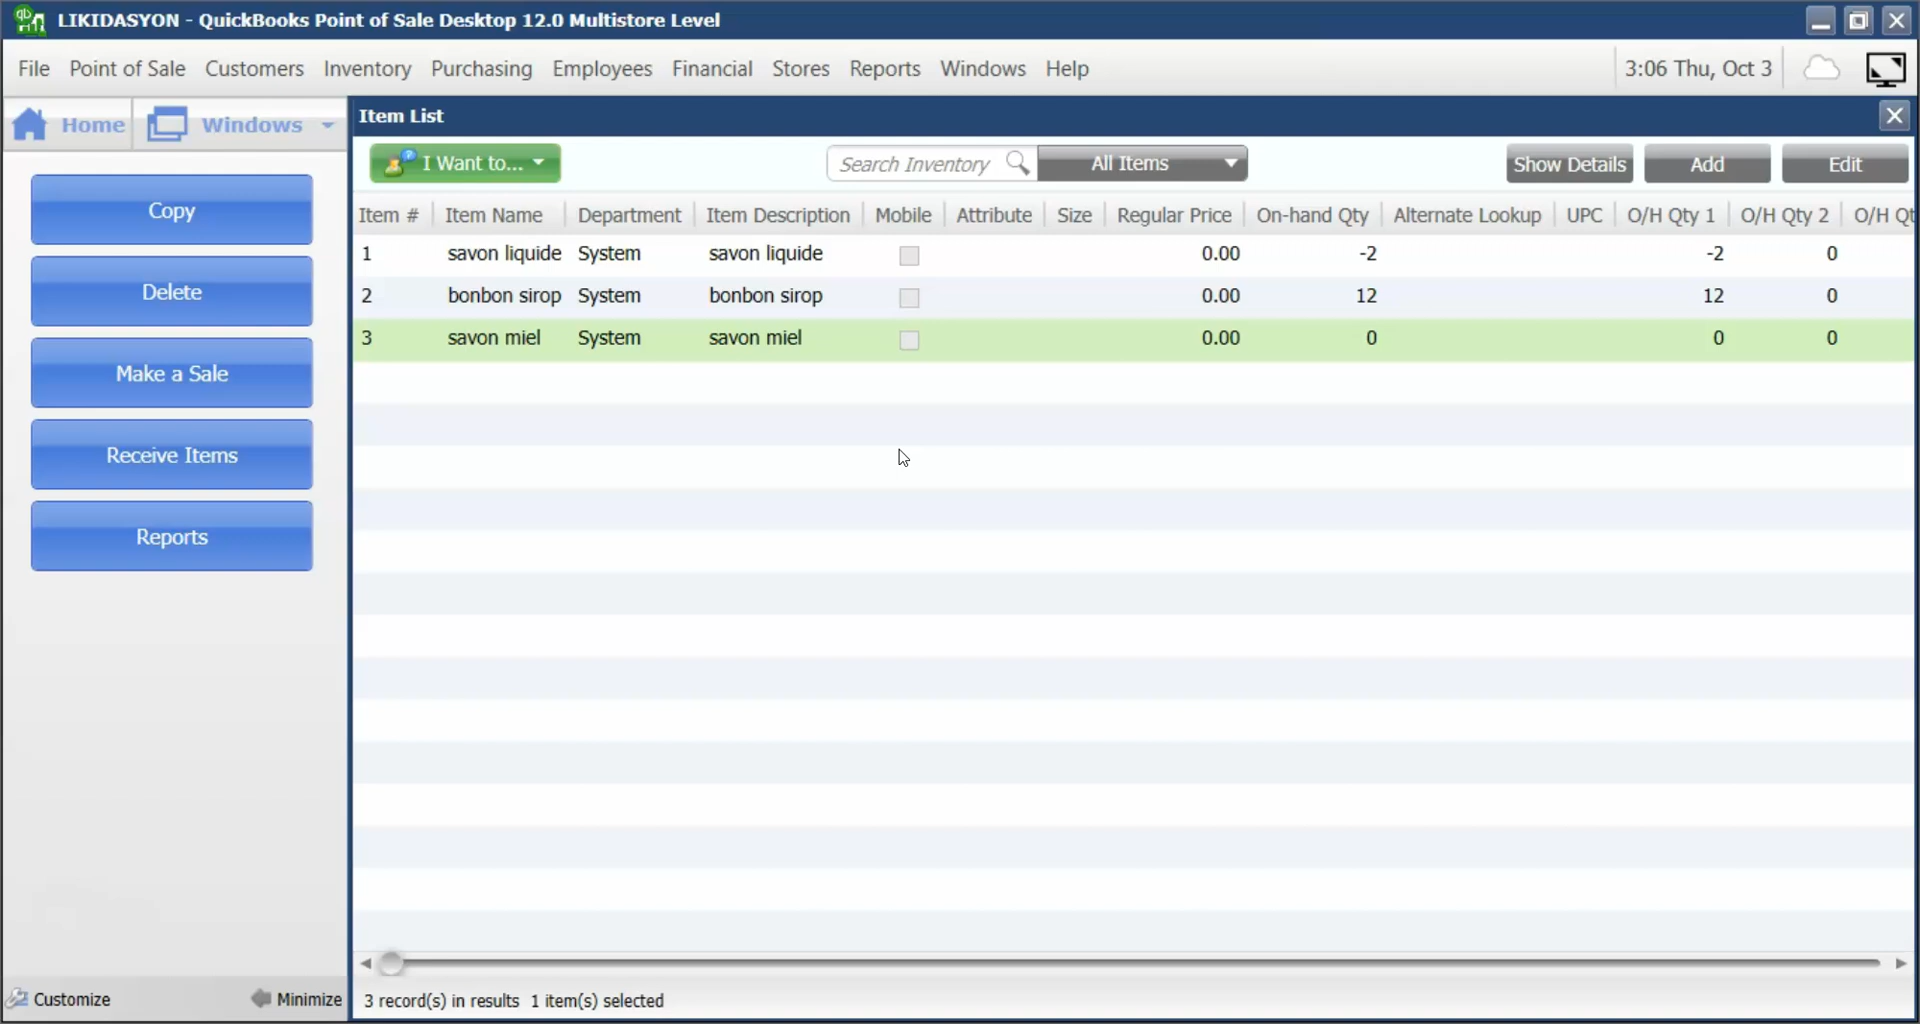 LIKIDASYON - QuickBooks Point of Sale Desktop 12.0 Multistore Level
File Point of Sale Customers Inventory Purchasing Employees Financial Stores Reports Windows Help 3:06 Thu, Oct 3
Home Windows
Item List
I Want to... Search Inventory All Items Show Details Add Edit
Copy
Delete
Make a Sale
Receive Items
Reports
Item # Item Name Department Item Description Mobile Attribute Size Regular Price On-hand Qty Alternate Lookup UPC O/H Qty 1 O/H Qty 2 O/H Qt
1 savon liquide System savon liquide 0.00 -2 -2 0
2 bonbon sirop System bonbon sirop 0.00 12 12 0
3 savon miel System savon miel 0.00 0 0 0
Customize Minimize
3 record(s) in results 1 item(s) selected